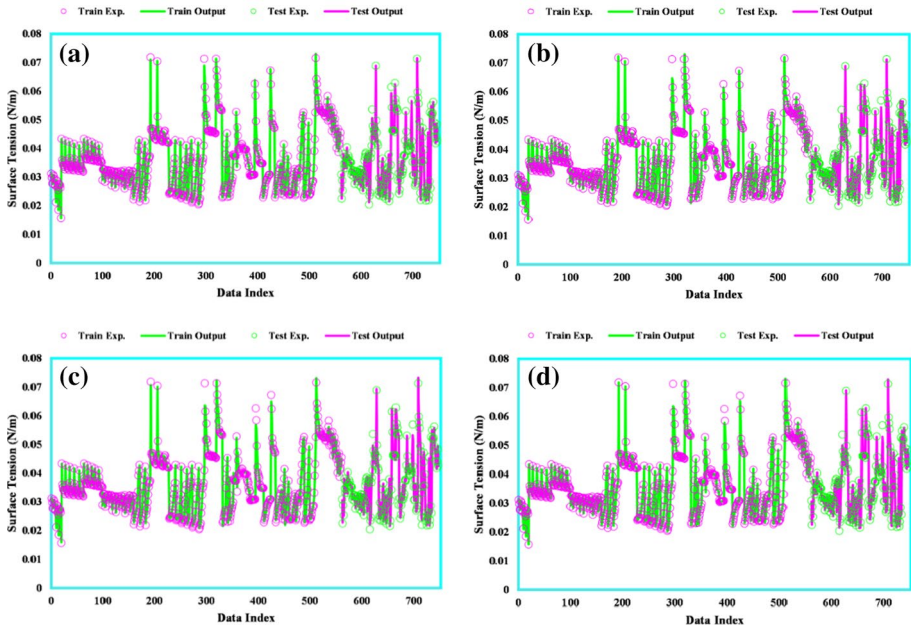 Train Exp. Train Output Test Exp. Test Output
(a)
Surface Tension (N/m)
0.08
0.07
0.06
0.05
0.04
0.03
0.02
0.01
0
0 100 200 300 400 500 600 700
Data Index
Train Exp. Train Output Test Exp. Test Output
(b)
Surface Tension (N/m)
0.08
0.07
0.06
0.05
0.04
0.03
0.02
0.01
0
0 100 200 300 400 500 600 700
Data Index
Train Exp. Train Output Test Exp. Test Output
(c)
Surface Tension (N/m)
0.08
0.07
0.06
0.05
0.04
0.03
0.02
0.01
0
0 100 200 300 400 500 600 700
Data Index
Train Exp. Train Output Test Exp. Test Output
(d)
Surface Tension (N/m)
0.08
0.07
0.06
0.05
0.04
0.03
0.02
0.01
0
0 100 200 300 400 500 600 700
Data Index